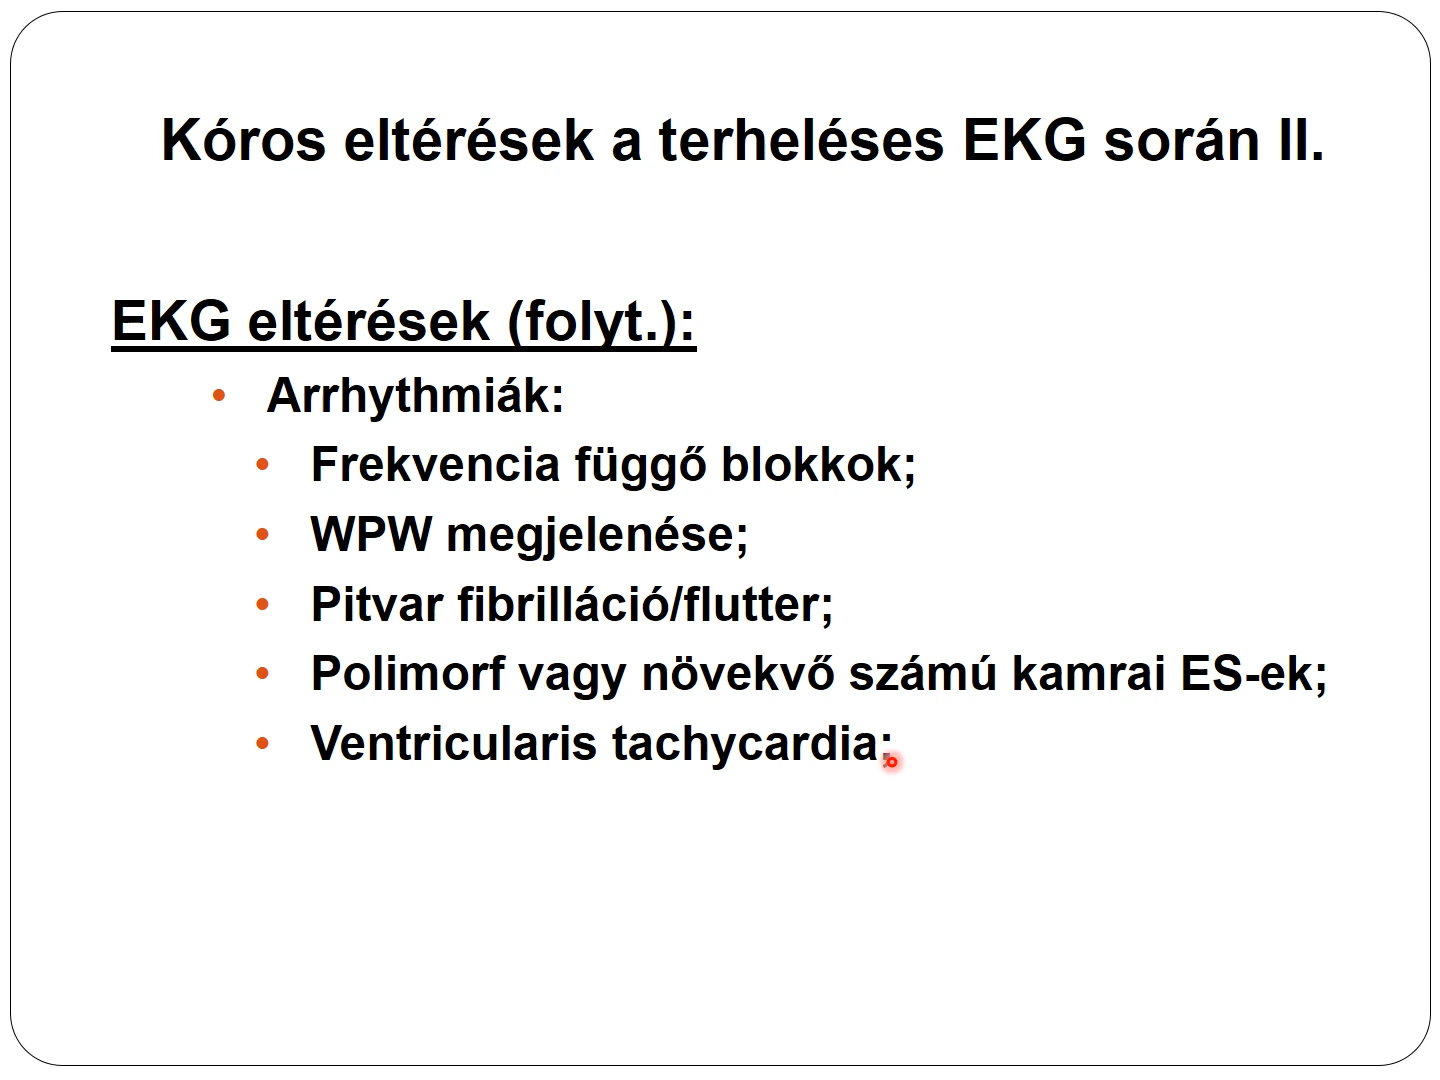 Kóros eltérések a terheléses EKG során II.
EKG eltérések (folyt.):
• Arrhythmiák:
• Frekvencia függő blokkok;
• WPW megjelenése;
• Pitvar fibrilláció/flutter;
• Polimorf vagy növekvő számú kamrai ES-ek;
• Ventricularis tachycardia;